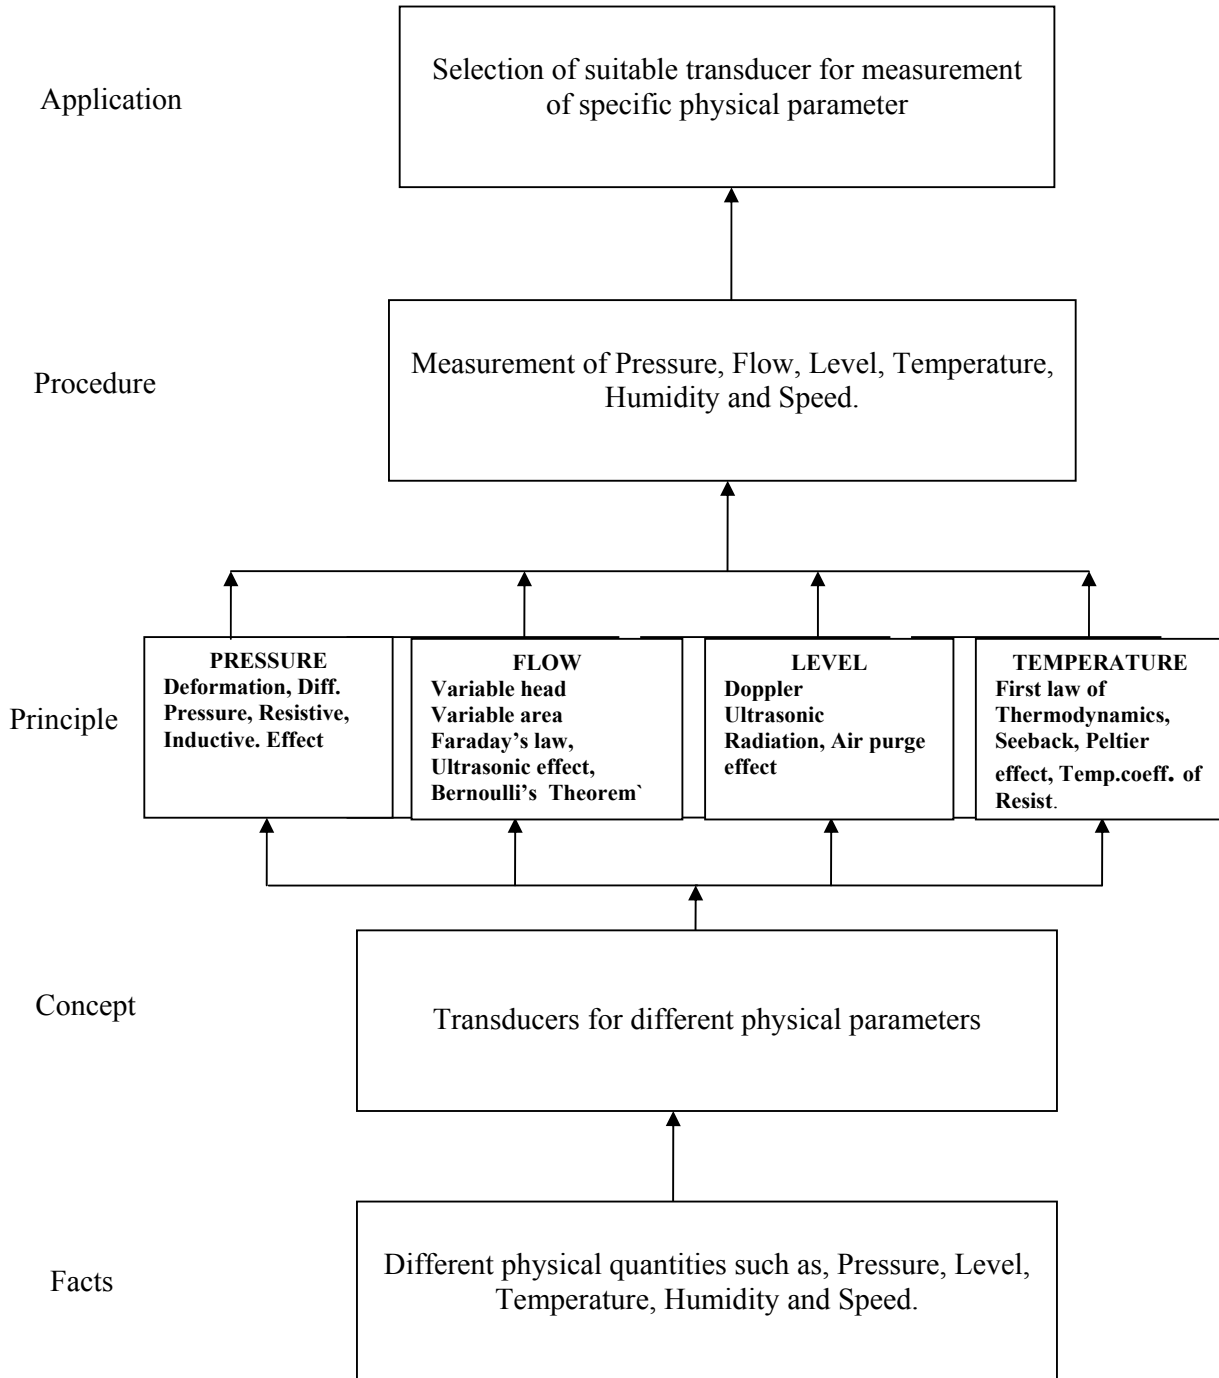 Application
Selection of suitable transducer for measurement
of specific physical parameter
Procedure
Measurement of Pressure, Flow, Level, Temperature,
Humidity and Speed.
Principle
PRESSURE
Deformation, Diff.
Pressure, Resistive,
Inductive. Effect
FLOW
Variable head
Variable area
Faraday’s law,
Ultrasonic effect,
Bernoulli’s Theorem`
LEVEL
Doppler
Ultrasonic
Radiation, Air purge
effect
TEMPERATURE
First law of
Thermodynamics,
Seeback, Peltier
effect, Temp.coeff. of
Resist.
Concept
Transducers for different physical parameters
Facts
Different physical quantities such as, Pressure, Level,
Temperature, Humidity and Speed.